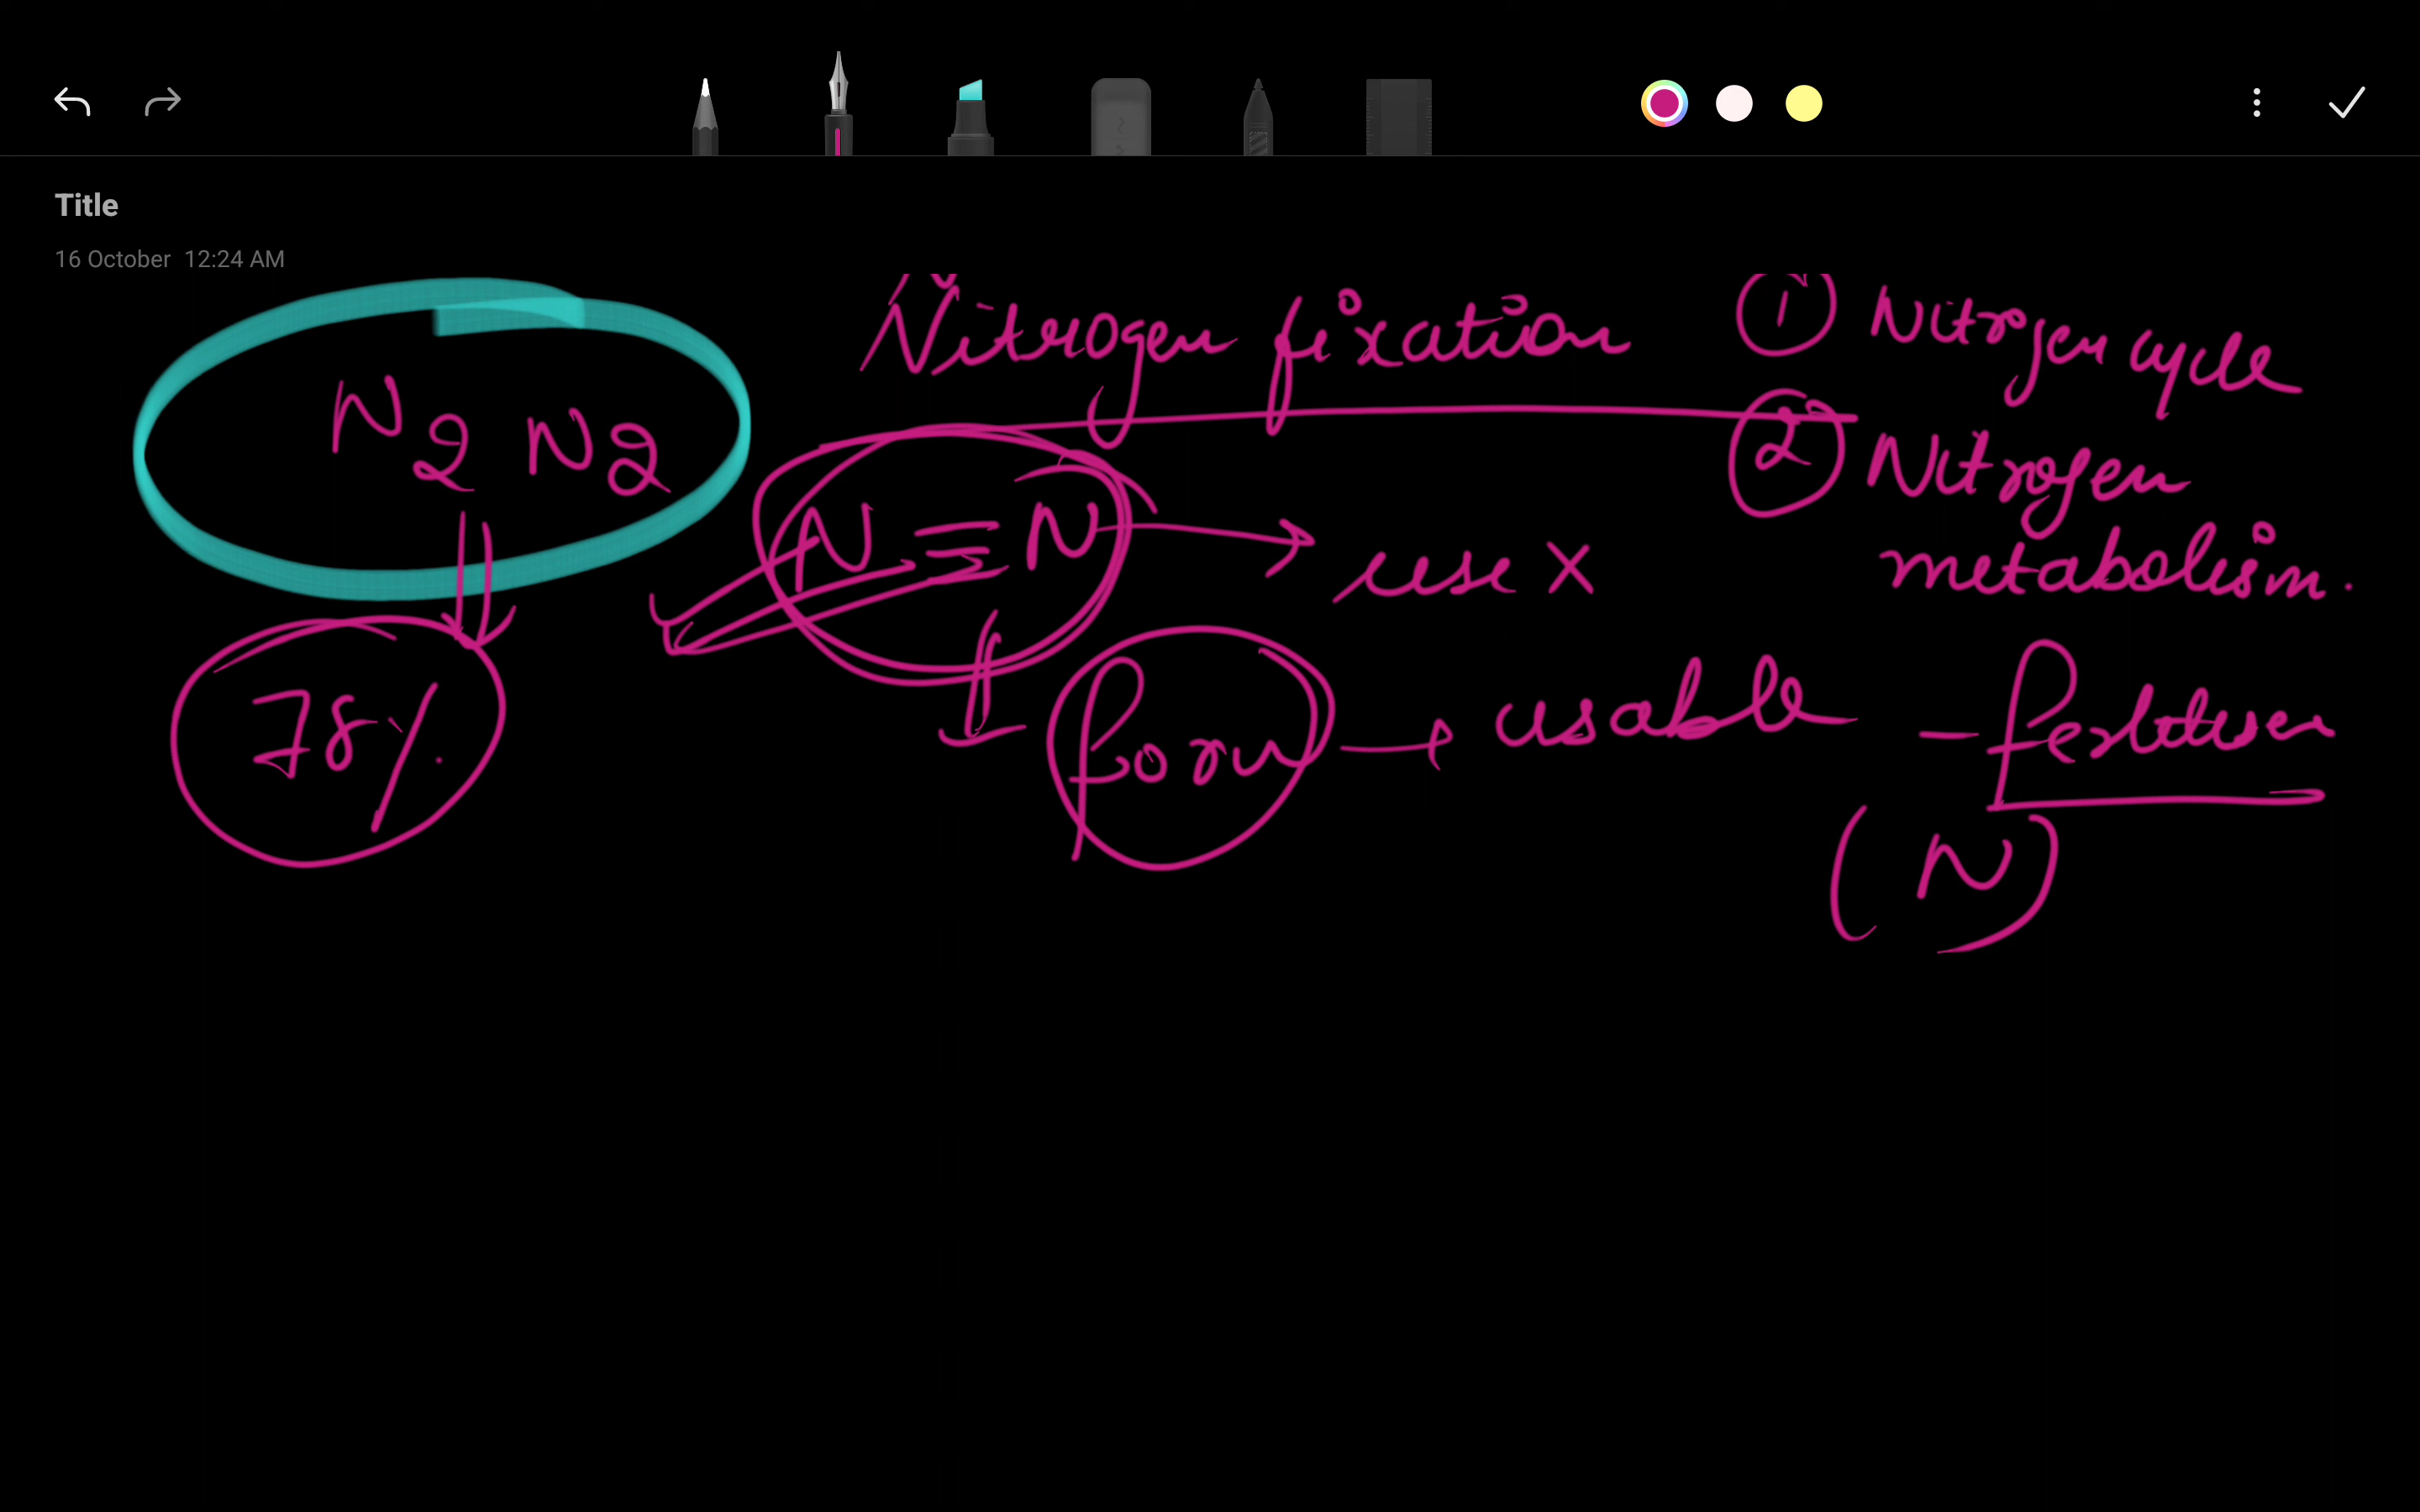 Title
16 October 12:24 AM
Nitrogen fixation
① Nitrogen cycle
N2 N2
② Nitrogen
metabolism.
N≡N → use X
78%.
form → usable -
(N)